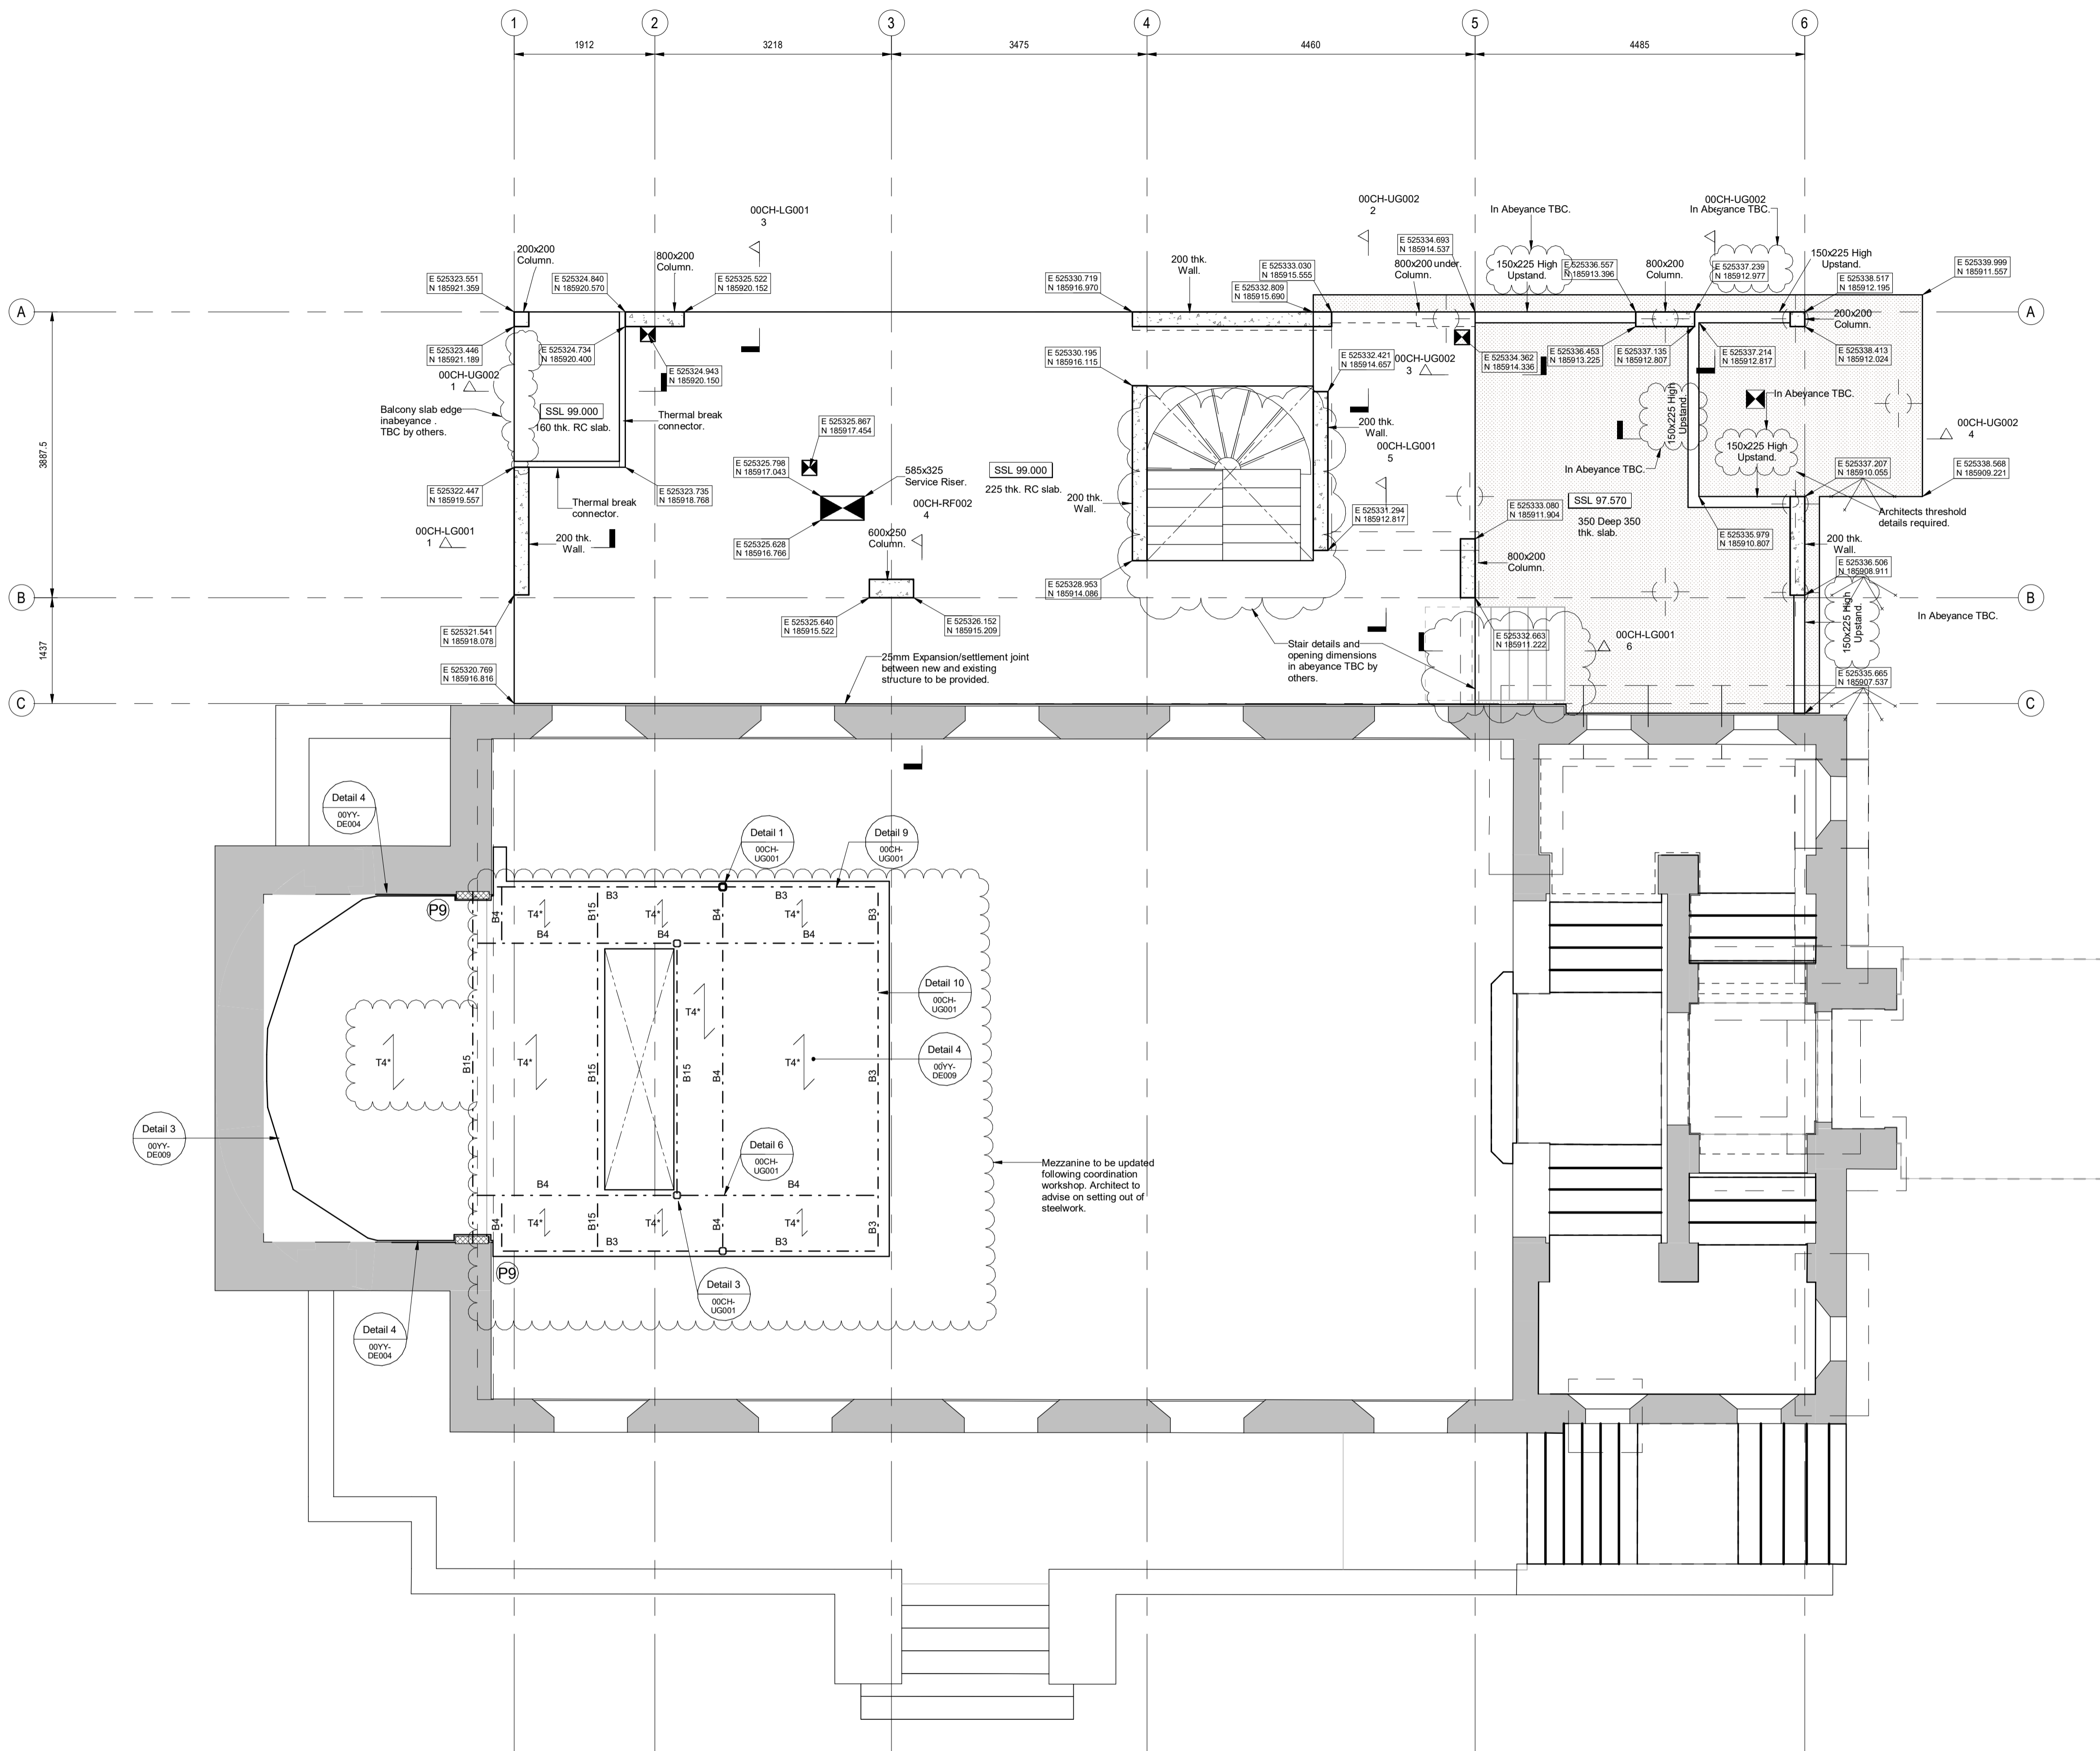 1
2
3
4
5
6
1912
3218
3475
4460
4485
00CH-LG001
3
00CH-UG002
2
In Abeyance TBC.
00CH-UG002
5
In Abeyance TBC.
200x200
Column.
800x200
Column.
E 525323.551
N 185921.359
E 525324.840
N 185920.570
E 525325.522
N 185920.152
E 525330.719
N 185916.970
200 thk.
Wall.
E 525333.030
N 185915.555
E 525332.809
N 185915.690
E 525334.693
N 185914.537
800x200 under.
Column.
150x225 High
Upstand.
E 525336.557
N 185913.396
800x200
Column.
E 525337.239
N 185912.977
150x225 High
Upstand.
E 525338.517
N 185912.195
E 525339.999
N 185911.557
A
A
200x200
Column.
E 525323.446
N 185921.189
E 525324.734
N 185920.400
E 525324.943
N 185920.150
00CH-UG002
1
E 525330.195
N 185916.115
E 525332.421
N 185914.657
00CH-UG002
3
E 525334.362
N 185914.336
E 525336.453
N 185913.225
E 525337.135
N 185912.807
E 525337.214
N 185912.817
E 525338.413
N 185912.024
In Abeyance TBC.
Balcony slab edge
inabeyance .
TBC by others.
SSL 99.000
160 thk. RC slab.
Thermal break
connector.
E 525325.867
N 185917.454
200 thk.
Wall.
00CH-LG001
5
150x225 High
Upstand.
150x225 High
Upstand.
00CH-UG002
4
3887.5
E 525322.447
N 185919.557
E 525323.735
N 185918.768
E 525325.798
N 185917.043
585x325
Service Riser.
SSL 99.000
225 thk. RC slab.
In Abeyance TBC.
E 525337.207
N 185910.055
E 525338.568
N 185909.221
Thermal break
connector.
00CH-RF002
4
200 thk.
Wall.
E 525331.294
N 185912.817
E 525333.080
N 185911.904
SSL 97.570
350 Deep 350
thk. slab.
Architects threshold
details required.
00CH-LG001
1
200 thk.
Wall.
E 525325.628
N 185916.766
600x250
Column.
800x200
Column.
E 525335.979
N 185910.807
200 thk.
Wall.
E 525336.506
N 185908.911
E 525328.953
N 185914.086
B
B
E 525321.541
N 185918.078
E 525325.640
N 185915.522
E 525326.152
N 185915.209
Stair details and
opening dimensions
in abeyance TBC by
others.
E 525332.663
N 185911.222
00CH-LG001
6
150x225 High
Upstand.
In Abeyance TBC.
1437
E 525320.769
N 185916.816
25mm Expansion/settlement joint
between new and existing
structure to be provided.
E 525335.665
N 185907.537
C
C
Detail 4
00YY-
DE004
Detail 1
00CH-
UG001
Detail 9
00CH-
UG001
P9
B3
B3
B4
T4*
B15
T4*
B4
T4*
B3
B4
B4
B4
Detail 10
00CH-
UG001
T4*
T4*
B15
T4*
B15
B15
B4
T4*
B3
Detail 4
00YY-
DE009
Detail 3
00YY-
DE009
Detail 6
00CH-
UG001
Mezzanine to be updated
following coordination
workshop. Architect to
advise on setting out of
steelwork.
B4
B4
B4
T4*
B15
T4*
B4
T4*
B3
B3
B3
P9
Detail 3
00CH-
UG001
Detail 4
00YY-
DE004